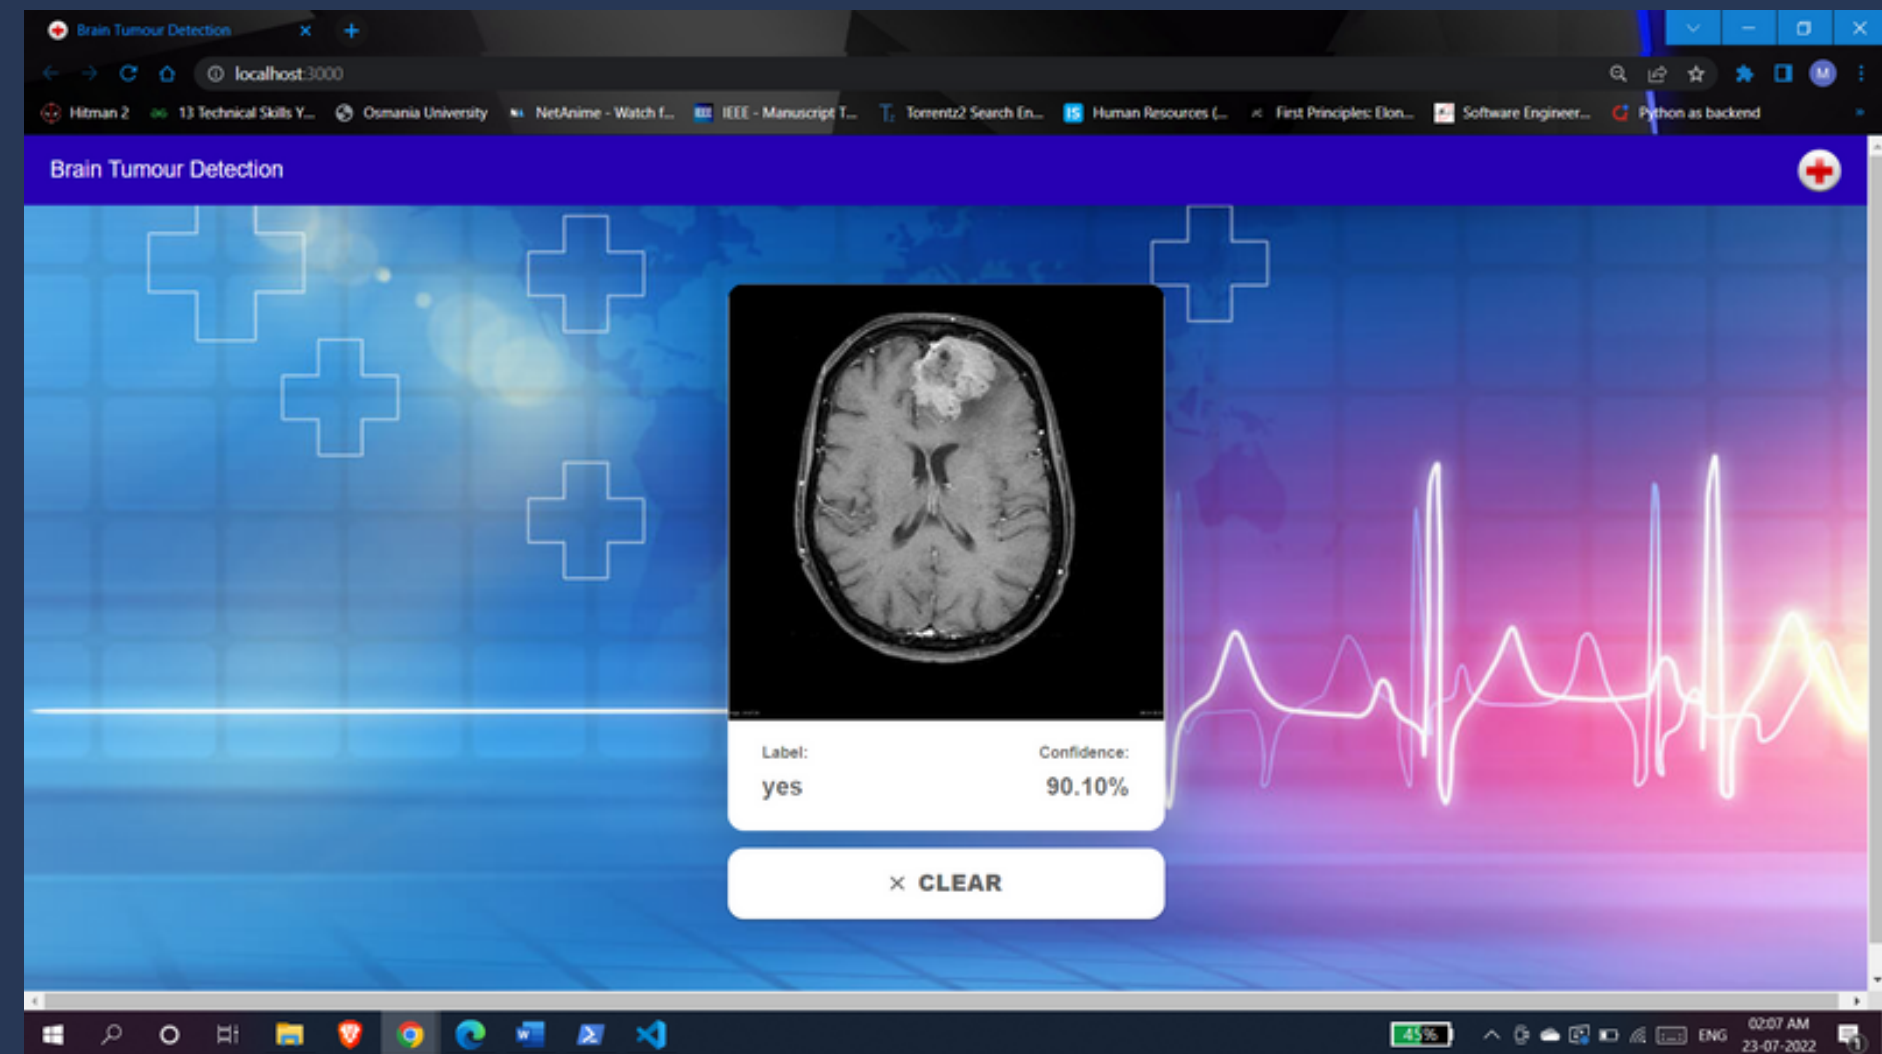 Brain Tumour Detection
localhost:3000
M
Hitman 2 13 Technical Skills Y... Osmania University NetAnime - Watch f... IEEE - Manuscript T... Torrentz2 Search En... Human Resources (... First Principles: Elon... Software Engineer... Python as backend
Brain Tumour Detection
Label: Confidence:
yes 90.10%
× CLEAR
45% ENG 02:07 AM
23-07-2022